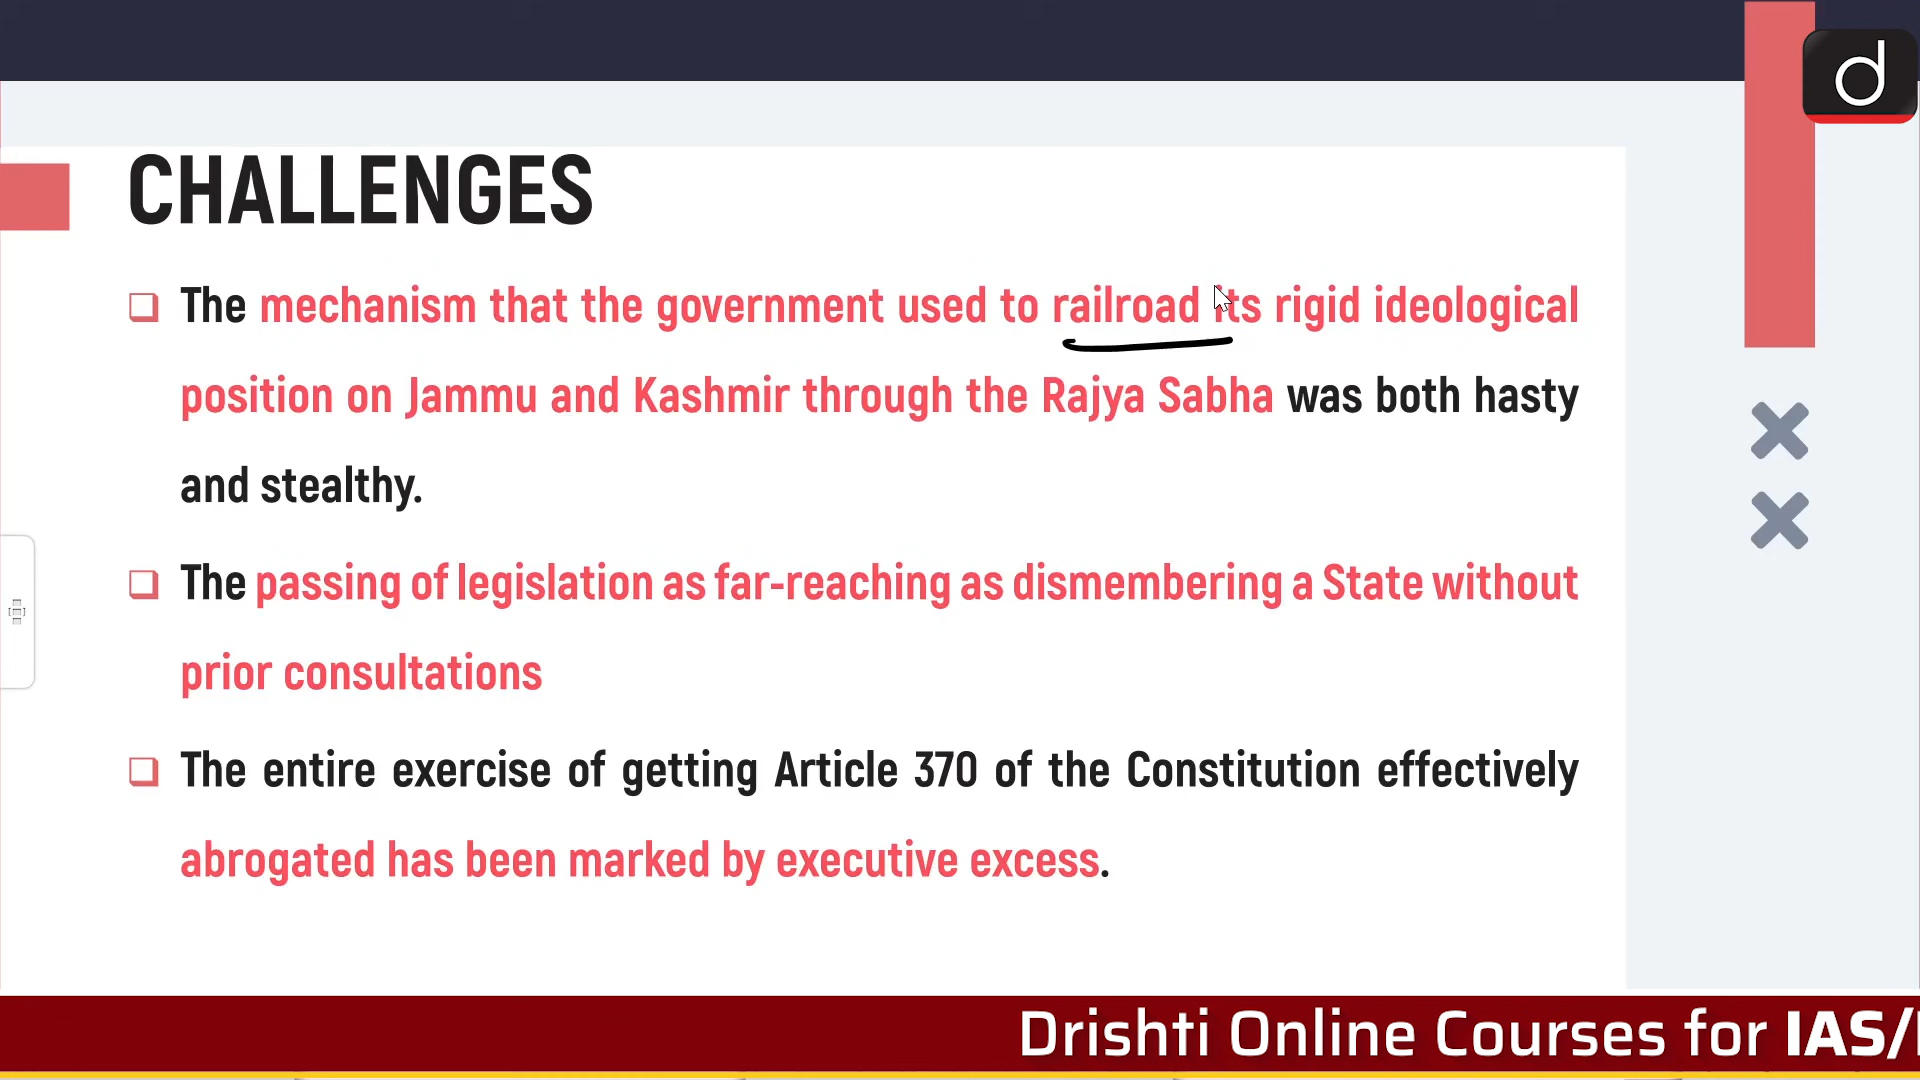 d
CHALLENGES
The mechanism that the government used to railroad its rigid ideological
position on Jammu and Kashmir through the Rajya Sabha was both hasty
and stealthy.
The passing of legislation as far-reaching as dismembering a State without
prior consultations
The entire exercise of getting Article 370 of the Constitution effectively
abrogated has been marked by executive excess.
Drishti Online Courses for IAS/